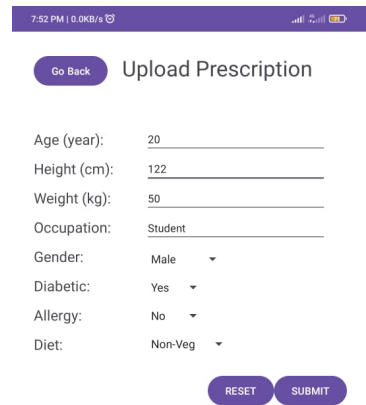 7:52 PM | 0.0KB/s
Go Back
Upload Prescription
Age (year): 20
Height (cm): 122
Weight (kg): 50
Occupation: Student
Gender: Male
Diabetic: Yes
Allergy: No
Diet: Non-Veg
RESET SUBMIT